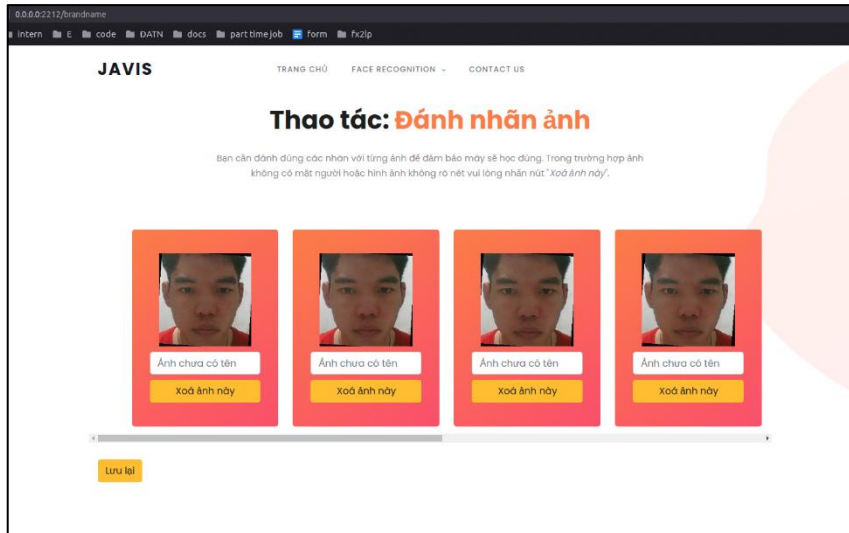 0.0.0.0:2212/brandname
intern E code ĐATN docs part time job form fx2lp
JAVIS TRANG CHỦ FACE RECOGNITION CONTACT US
Thao tác: Đánh nhãn ảnh
Bạn cần đánh đúng các nhãn với từng ảnh để đảm bảo máy sẽ học đúng. Trong trường hợp ảnh
không có mặt người hoặc hình ảnh không rõ nét vui lòng nhấn nút "Xoá ảnh này".
Ảnh chưa có tên Ảnh chưa có tên Ảnh chưa có tên Ảnh chưa có tên
Xoá ảnh này Xoá ảnh này Xoá ảnh này Xoá ảnh này
Lưu lại